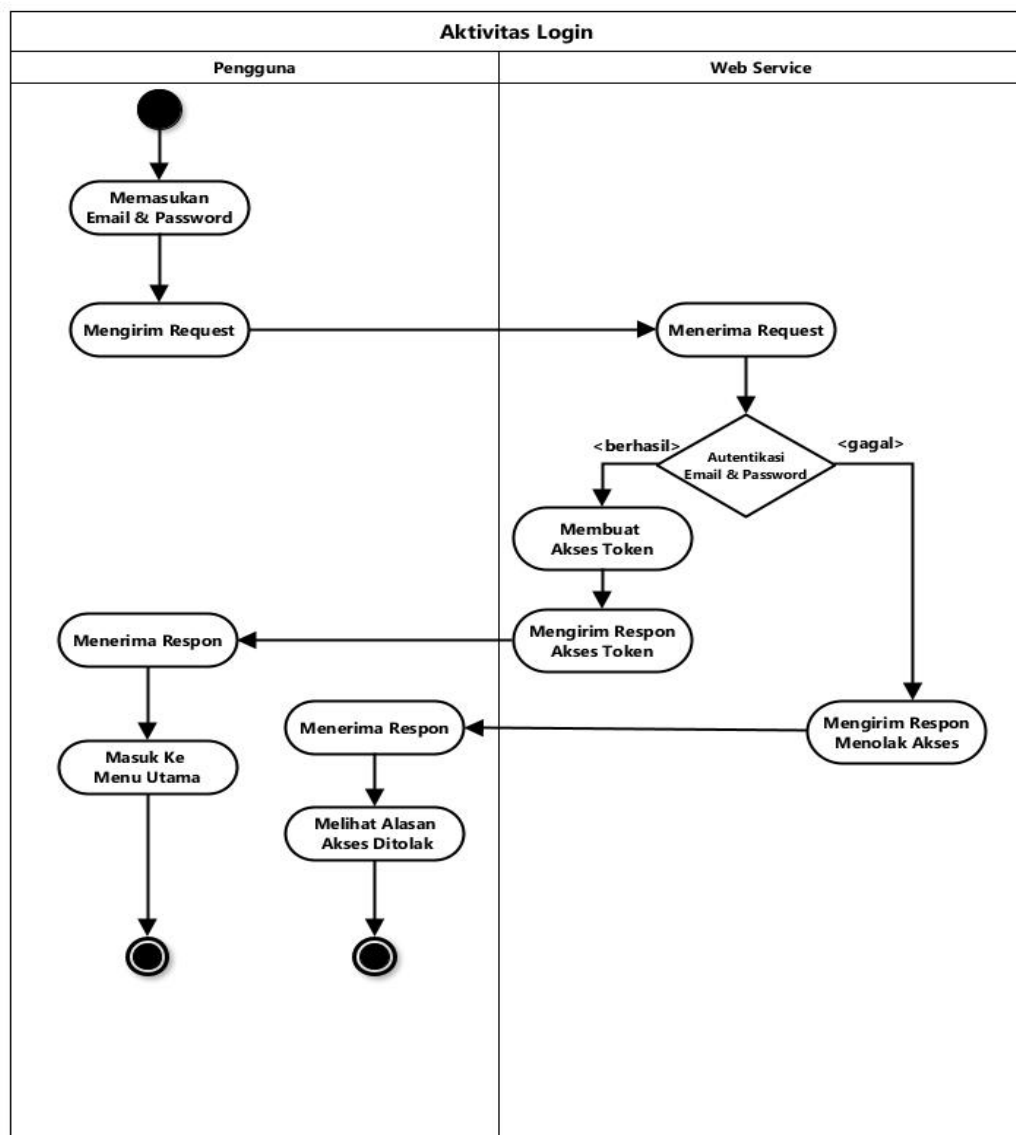 Aktivitas Login
Pengguna
Web Service
Memasukan
Email & Password
Mengirim Request
Menerima Request
<berhasil>
<gagal>
Autentikasi
Email & Password
Membuat
Akses Token
Mengirim Respon
Akses Token
Menerima Respon
Menerima Respon
Mengirim Respon
Menolak Akses
Masuk Ke
Menu Utama
Melihat Alasan
Akses Ditolak